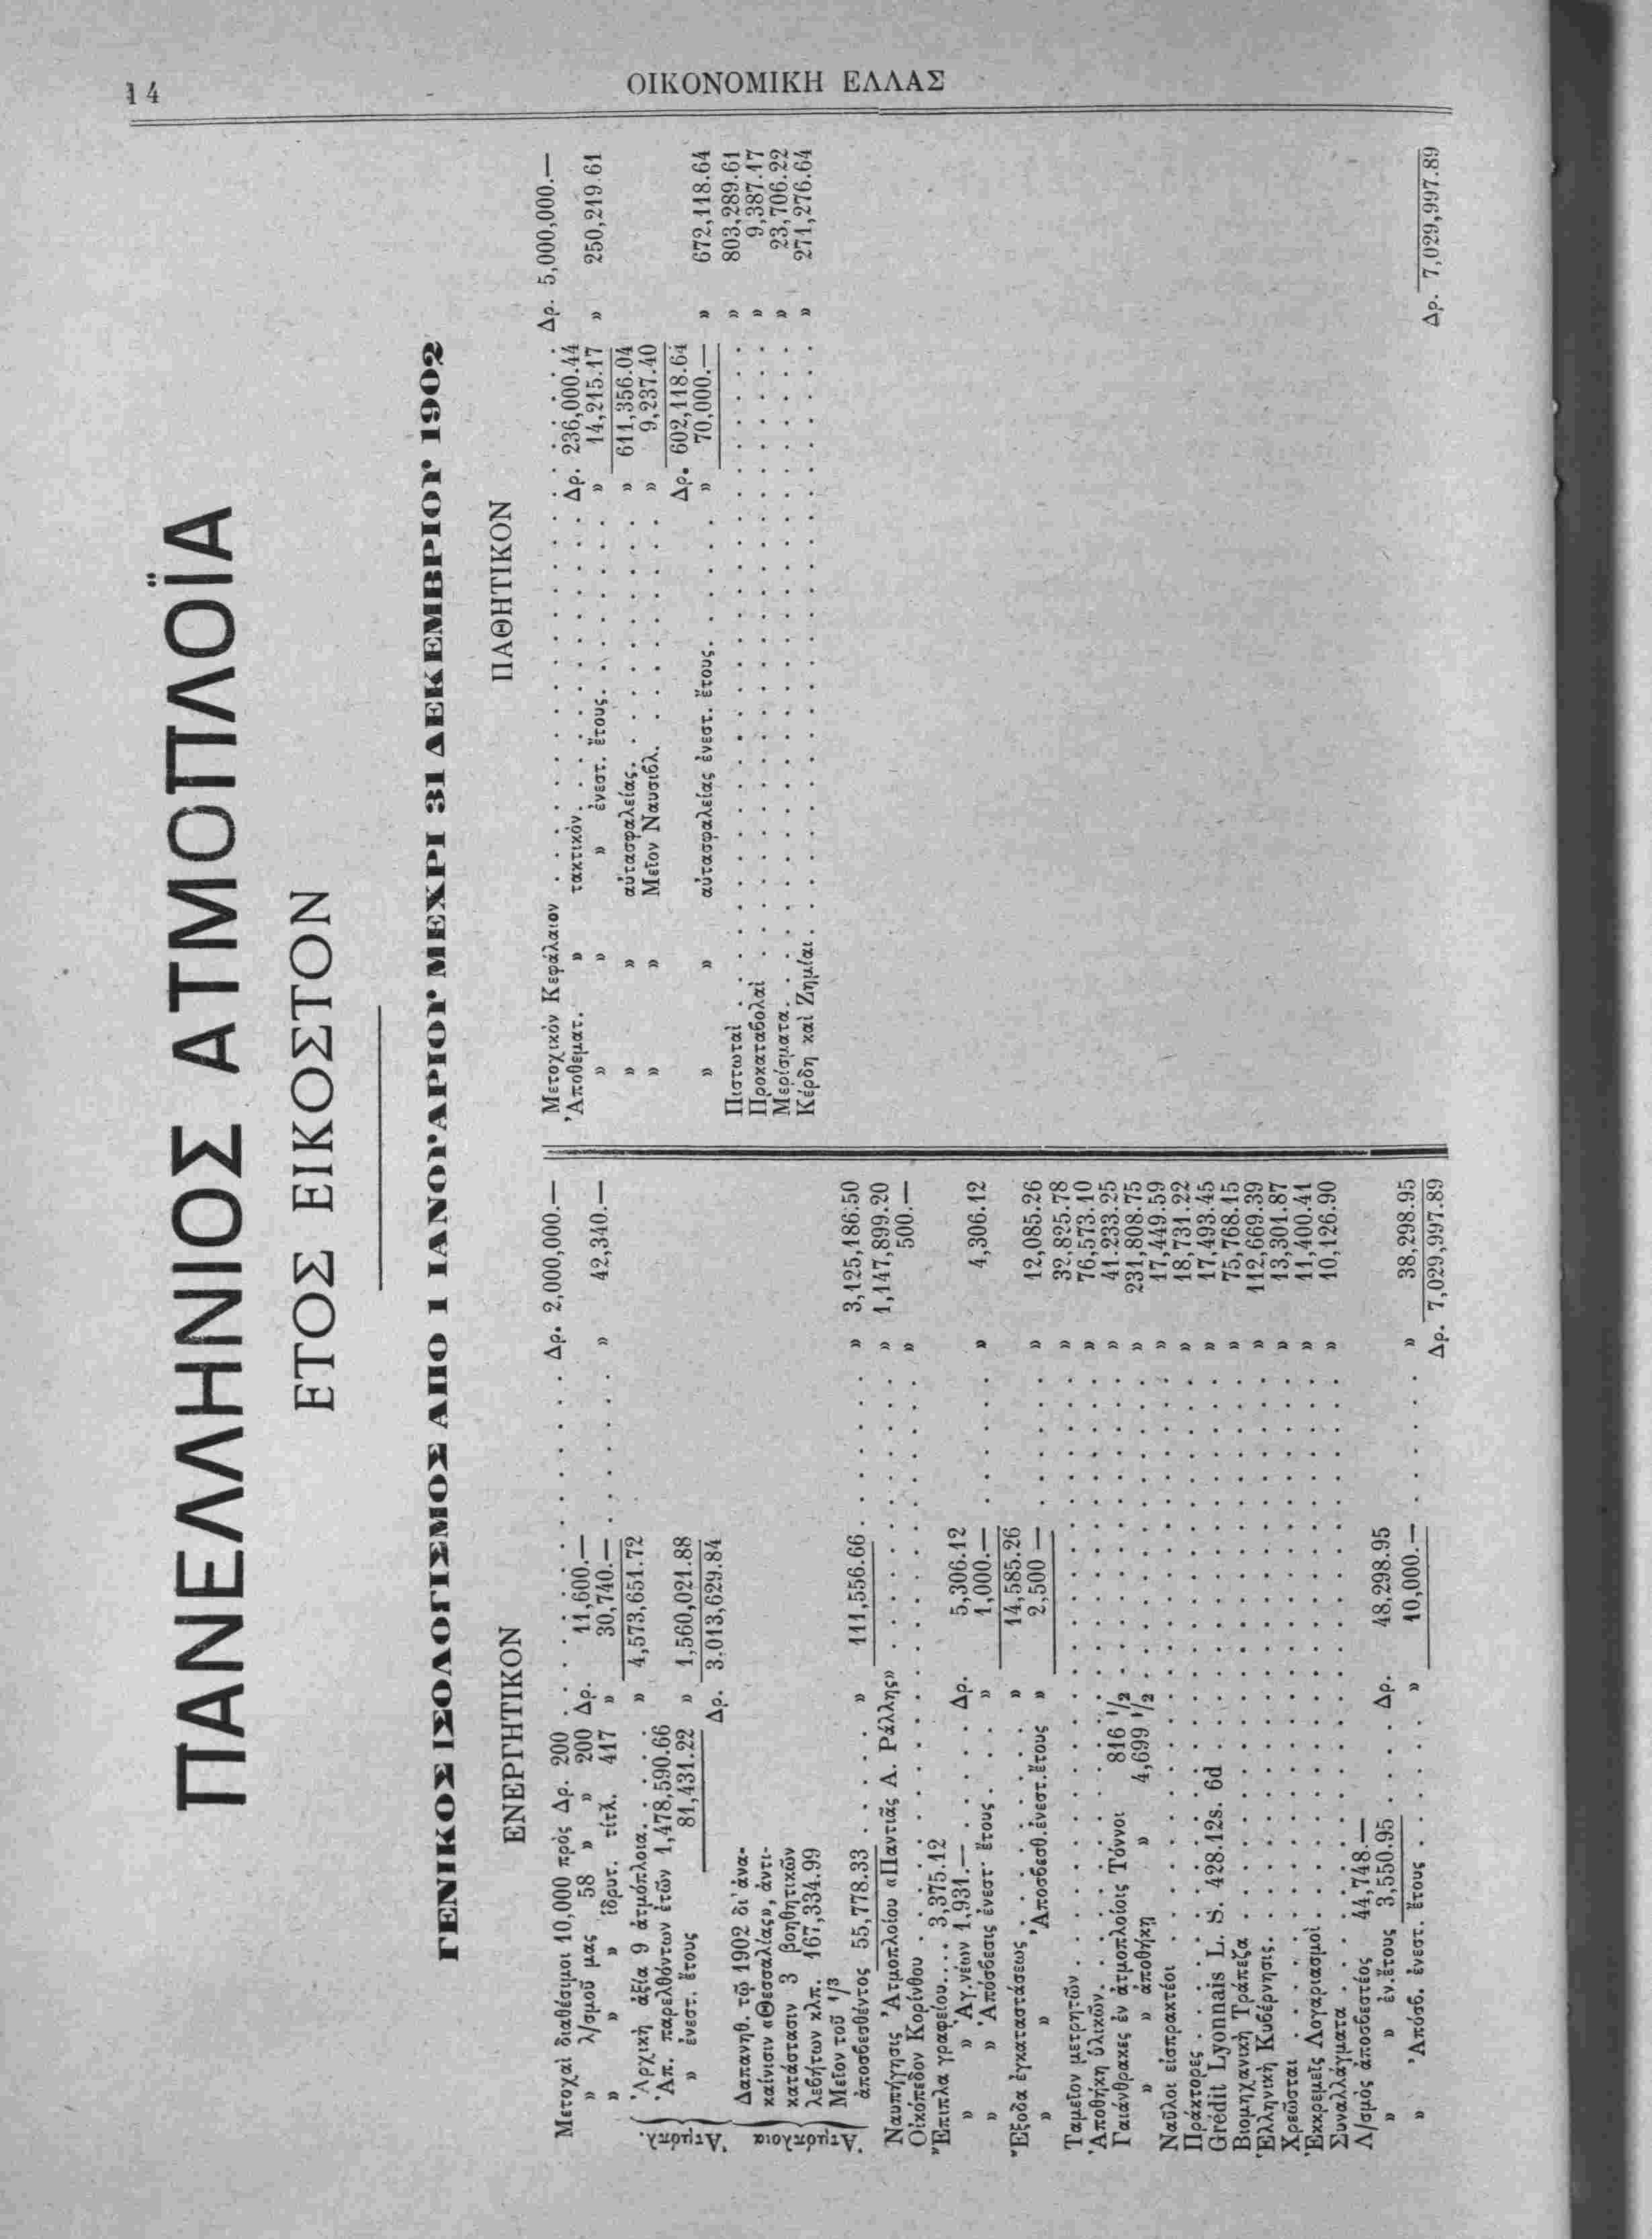 14
ΟΙΚΟΝΟΜΙΚΗ ΕΛΛΑΣ
ΠΑΝΕΛΛΗΝΙΟΣ ΑΤΜΟΠΛΟΪΑ
ΕΤΟΣ ΕΙΚΟΣΤΟΝ
ΓΕΝΙΚΟΣ ΙΣΟΛΟΓΙΣΜΟΣ ΑΠΟ 1 ΙΑΝΟΥΑΡΙΟΥ ΜΕΧΡΙ 31 ΔΕΚΕΜΒΡΙΟΥ 1902
ΕΝΕΡΓΗΤΙΚΟΝ
Μετοχαὶ διαθέσιμοι 10,000 πρὸς Δρ. 200 . . . . . . . . . . Δρ. 2,000,000.—
» λ/σμοῦ μας 58 » » 200 Δρ. 11,600.—
» » » ἱδρυτ. τίτλ. 417 » 30,740.— . . . . . . » 42,340.—
Ἀτμόπλ.
Ἀρχικὴ ἀξία 9 ἀτμόπλοια. . . . » 4,573,651.72
Ἀπ. παρελθόντων ἐτῶν 1,478,590.66
» ἐνεστ. ἔτους 81,431.22 » 1,560,021.88
Δρ. 3.013,629.84
Ἀτμόπλοια
Δαπανηθ. τῷ 1902 δι' ἀνα-
καίνισιν «Θεσσαλίας», ἀντι-
κατάστασιν 3 βοηθητικῶν
λεβήτων κλπ. 167,334.99
Μεῖον τοῦ 1/3
ἀποσβεσθέντος 55,778.33 . . . . » 111,556.66 . . . . . . » 3,125,186.50
Ναυπήγησις Ἀτμοπλοίου «Παντιᾶς Α. Ράλλης» . . . . . . » 1,147,899.20
Οἰκόπεδον Κορίνθου . . . . . . . . . . » 500.—
Ἔπιπλα γραφείου.... 3,375.12
» » Ἀγ. νέων 1,931.— . . . . Δρ. 5,306.12
» » Ἀπόσβεσις ἐνεστ. ἔτους . . . » 1,000.— . . . . . » 4,306.12
Ἔξοδα ἐγκαταστάσεως . . . . . . » 14,585.26
» » Ἀποσβεσθ. ἐνεστ. ἔτους » 2,500 — . . . . . » 12,085.26
Ταμεῖον μετρητῶν . . . . . . . . . . » 32,825.78
Ἀποθήκη ὑλικῶν. . . . . . . . . . » 76,573.10
Γαιάνθρακες ἐν ἀτμοπλοίοις Τόννοι 816 1/2 . . . . . . » 41.233.25
» » ἀποθήκῃ » 4,699 1/2 . . . . . . » 231,808.75
Ναῦλοι εἰσπρακτέοι . . . . . . . . . . » 17,449.59
Πράκτορες . . . . . . . . . . » 18,731.22
Grédit Lyonnais L. S. 428.12s. 6d . . . . . . » 17,493.45
Βιομηχανικὴ Τράπεζα . . . . . . . . . . » 75,768.15
Ἑλληνικὴ Κυβέρνησις. . . . . . . . . . » 112,669.39
Χρεῶσται . . . . . . . . . . » 13,301.87
Ἐκκρεμεῖς Λογαριασμοί . . . . . . . . . . » 11,400.41
Συναλλάγματα . . . . . . . . . . » 10,126.90
Λ/σμὸς ἀποσβεστέος 44,748.—
» » ἐν. ἔτους 3,550.95 . . . Δρ. 48,298.95
» Ἀπόσβ. ἐνεστ. ἔτους . . . . . » 10,000.— . . . . . » 38,298.95
Δρ. 7,029,997.89
ΠΑΘΗΤΙΚΟΝ
Μετοχικὸν Κεφάλαιον . . . . . . . . . . Δρ. 5,000,000.—
Ἀποθεματ. » τακτικὸν . . . . . . Δρ. 236,000.44
» » » ἐνεστ. ἔτους. . . . . » 14,215.17 » 250,219.61
» » αὐτασφαλείας. . . . . . » 611,356.04
» » Μεῖον Ναυσιβλ. . . . . . » 9,237.40
Δρ. 602,118.64
» » αὐτασφαλείας ἐνεστ. ἔτους. . . . . » 70,000.— » 672,118.64
Πιστωταὶ . . . . . . . . . . » 803,289.61
Προκαταβολαὶ . . . . . . . . . . » 9,387.17
Μερίσματα . . . . . . . . . . » 23,706.22
Κέρδη καὶ Ζημίαι . . . . . . . . . . » 271,276.64
Δρ. 7,029,997.89